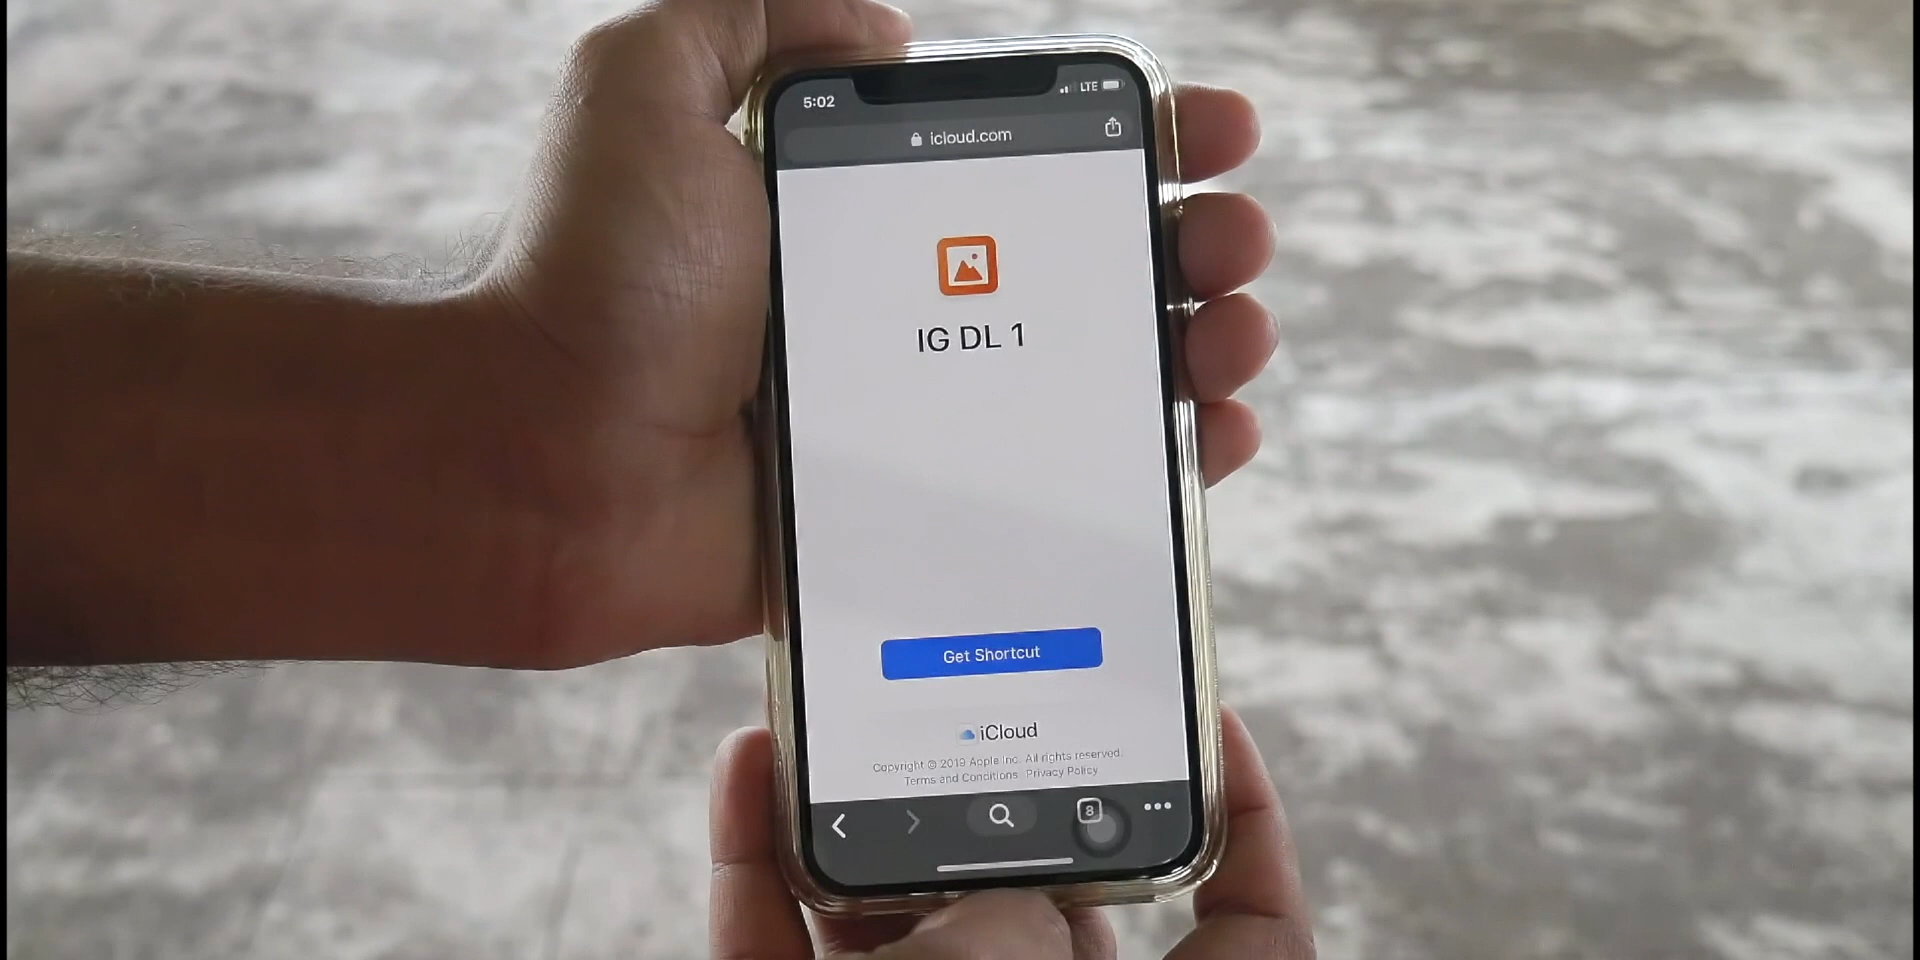 5:02
LTE
icloud.com
IG DL 1
Get Shortcut
iCloud
Copyright © 2019 Apple Inc. All rights reserved.
Terms and Conditions Privacy Policy
8